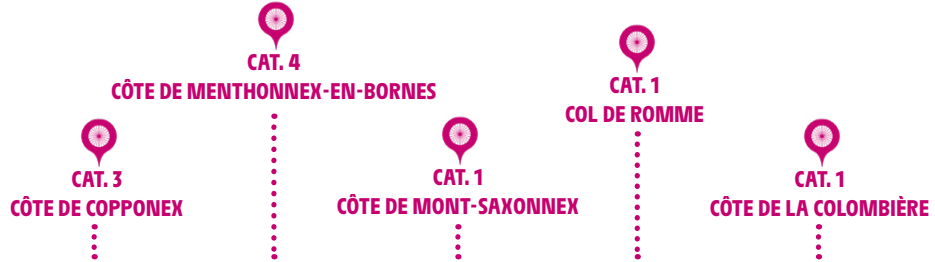 CAT. 4
CÔTE DE MENTHONNEX-EN-BORNES
CAT. 1
COL DE ROMME
CAT. 3
CÔTE DE COPPONEX
CAT. 1
CÔTE DE MONT-SAXONNEX
CAT. 1
CÔTE DE LA COLOMBIÈRE